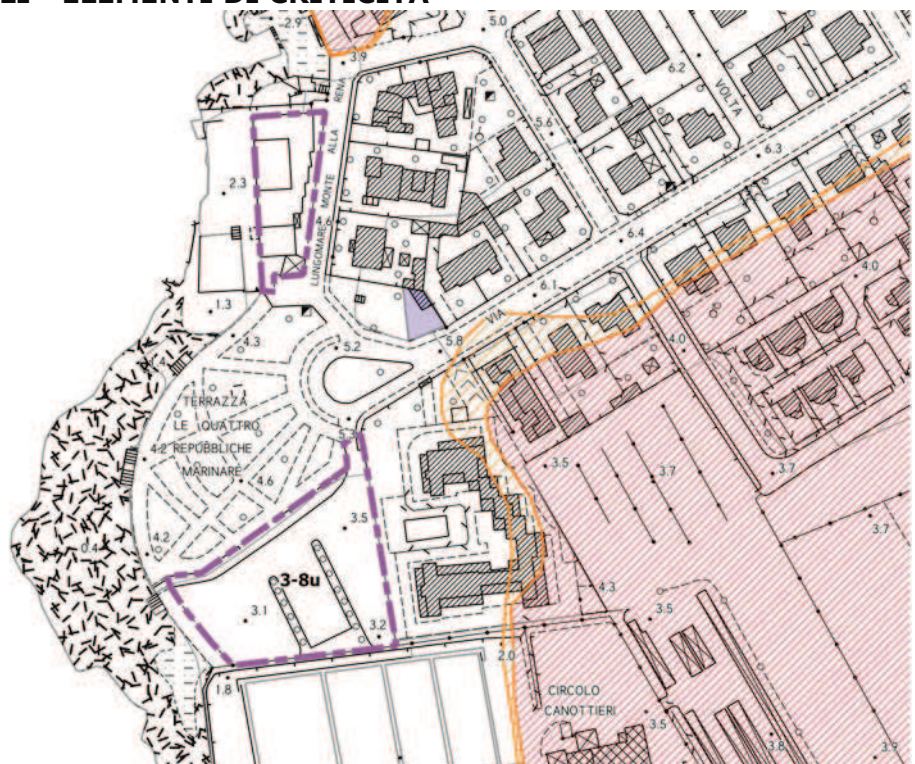 ELEMENTI DI CRITICITÀ
2.9
5.0
3.9
6.2
VOLTA
RENA
ALLA
MONTE
LUNGOMARE
5.6
6.3
2.3
4.6
6.4
4.0
6.1
1.3
VIA
4.3
5.2
5.8
4.0
TERRAZZA
LE QUATTRO
REPUBBLICHE
MARINARE
5.3
4.2
3.5
3.7
3.7
4.6
3.5
3.7
4.2
0.4
3-8u
4.3
3.1
3.2
3.5
2.0
1.8
CIRCOLO
CANOTTIERI
3.5
3.8
3.9